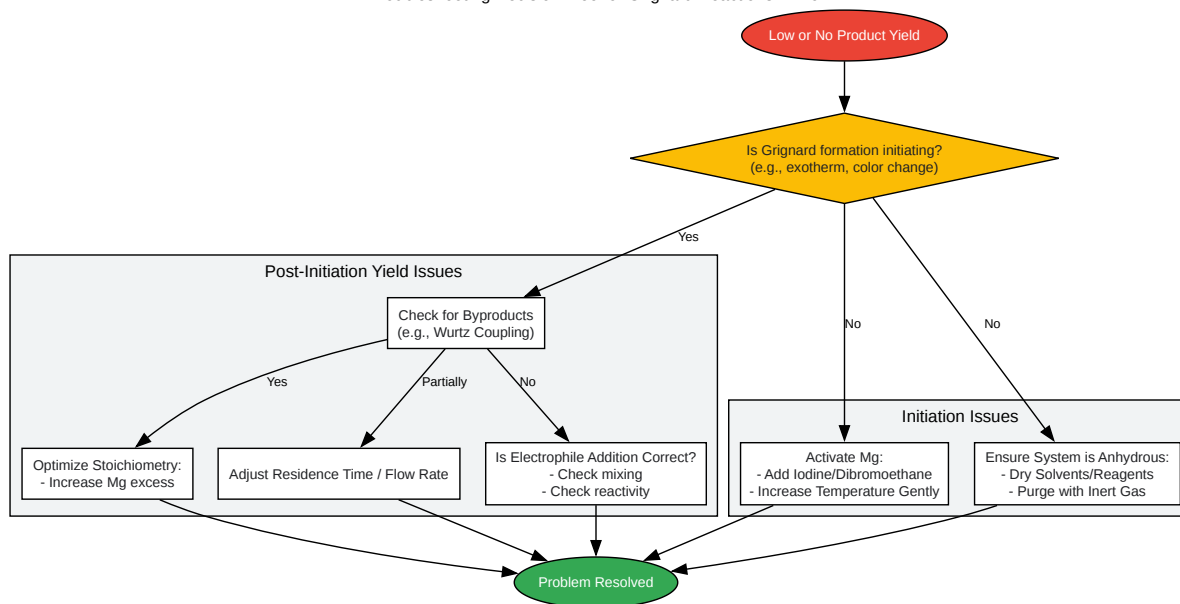 Low or No Product Yield
Is Grignard formation initiating?
(e.g., exotherm, color change)
Yes
No
No
Post-Initiation Yield Issues
Check for Byproducts
(e.g., Wurtz Coupling)
Yes
Partially
No
Initiation Issues
Optimize Stoichiometry:
- Increase Mg excess
Adjust Residence Time / Flow Rate
Is Electrophile Addition Correct?
- Check mixing
- Check reactivity
Activate Mg:
- Add Iodine/Dibromoethane
- Increase Temperature Gently
Ensure System is Anhydrous:
- Dry Solvents/Reagents
- Purge with Inert Gas
Problem Resolved